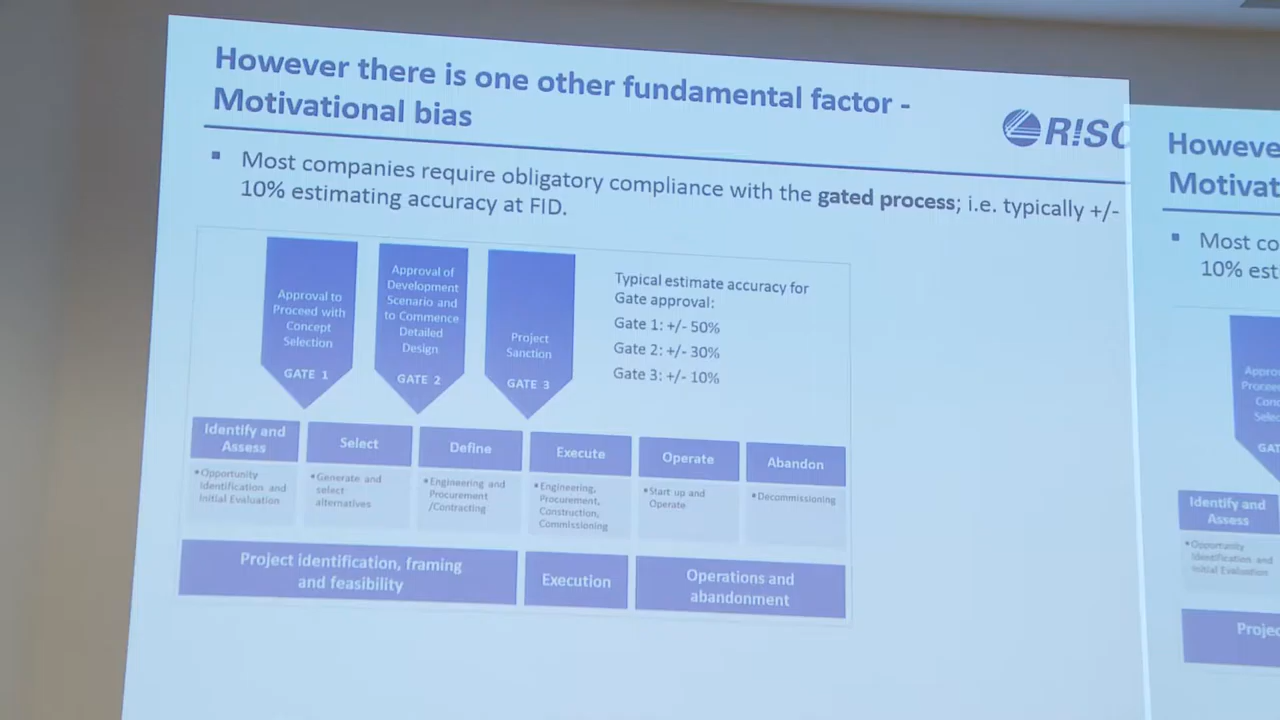 However there is one other fundamental factor -
Motivational bias
R!SC
Most companies require obligatory compliance with the gated process; i.e. typically +/-
10% estimating accuracy at FID.
Approval to
Proceed with
Concept
Selection
GATE 1
Approval of
Development
Scenario and
to Commence
Detailed
Design
GATE 2
Project
Sanction
GATE 3
Typical estimate accuracy for
Gate approval:
Gate 1: +/- 50%
Gate 2: +/- 30%
Gate 3: +/- 10%
Identify and
Assess
Select
Define
Execute
Operate
Abandon
Opportunity
Identification and
Initial Evaluation
Generate and
select
alternatives
Engineering and
Procurement
/Contracting
Engineering,
Procurement,
Construction,
Commissioning
Start up and
Operate
Decommissioning
Project identification, framing
and feasibility
Execution
Operations and
abandonment
Howeve
Motivat
Most co
10% est
Appro
Procee
Conc
Selec
GAT
Identify and
Assess
Opportunity
Identification and
Initial Evaluation
Projec